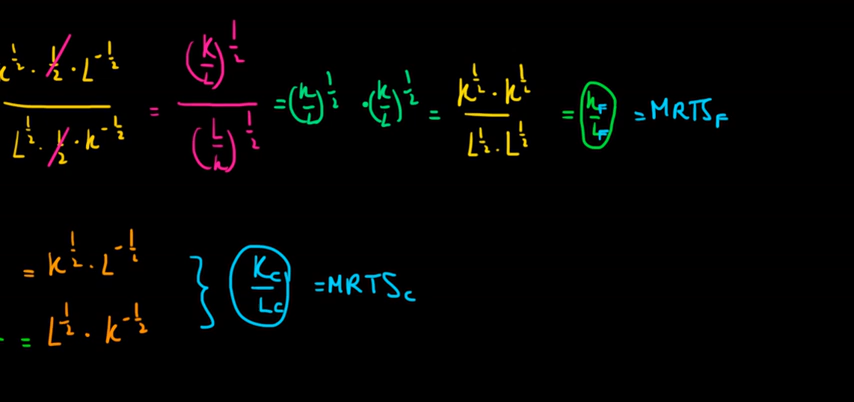 K^{1/2} · 1/2 · L^{-1/2} / L^{1/2} · 1/2 · K^{-1/2} = (K/L)^{1/2} / (L/K)^{1/2} = (K/L)^{1/2} · (K/L)^{1/2} = K^{1/2} · K^{1/2} / L^{1/2} · L^{1/2} = K_F/L_F = MRTS_F
= K^{1/2} · L^{-1/2} } K_C/L_C = MRTS_C
= L^{1/2} · K^{-1/2}